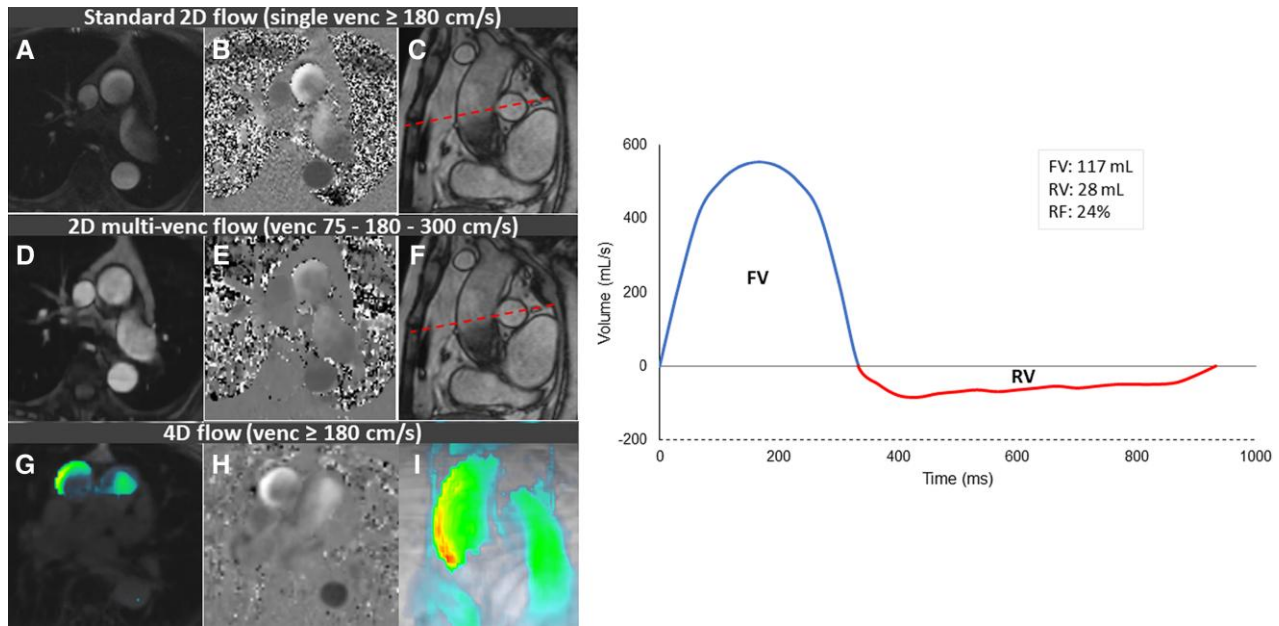 Standard 2D flow (single venc ≥ 180 cm/s)
A
B
C
2D multi-venc flow (venc 75 - 180 - 300 cm/s)
D
E
F
4D flow (venc ≥ 180 cm/s)
G
H
I
600
400
200
0
-200
Volume (mL/s)
FV
RV
FV: 117 mL
RV: 28 mL
RF: 24%
0
200
400
600
800
1000
Time (ms)